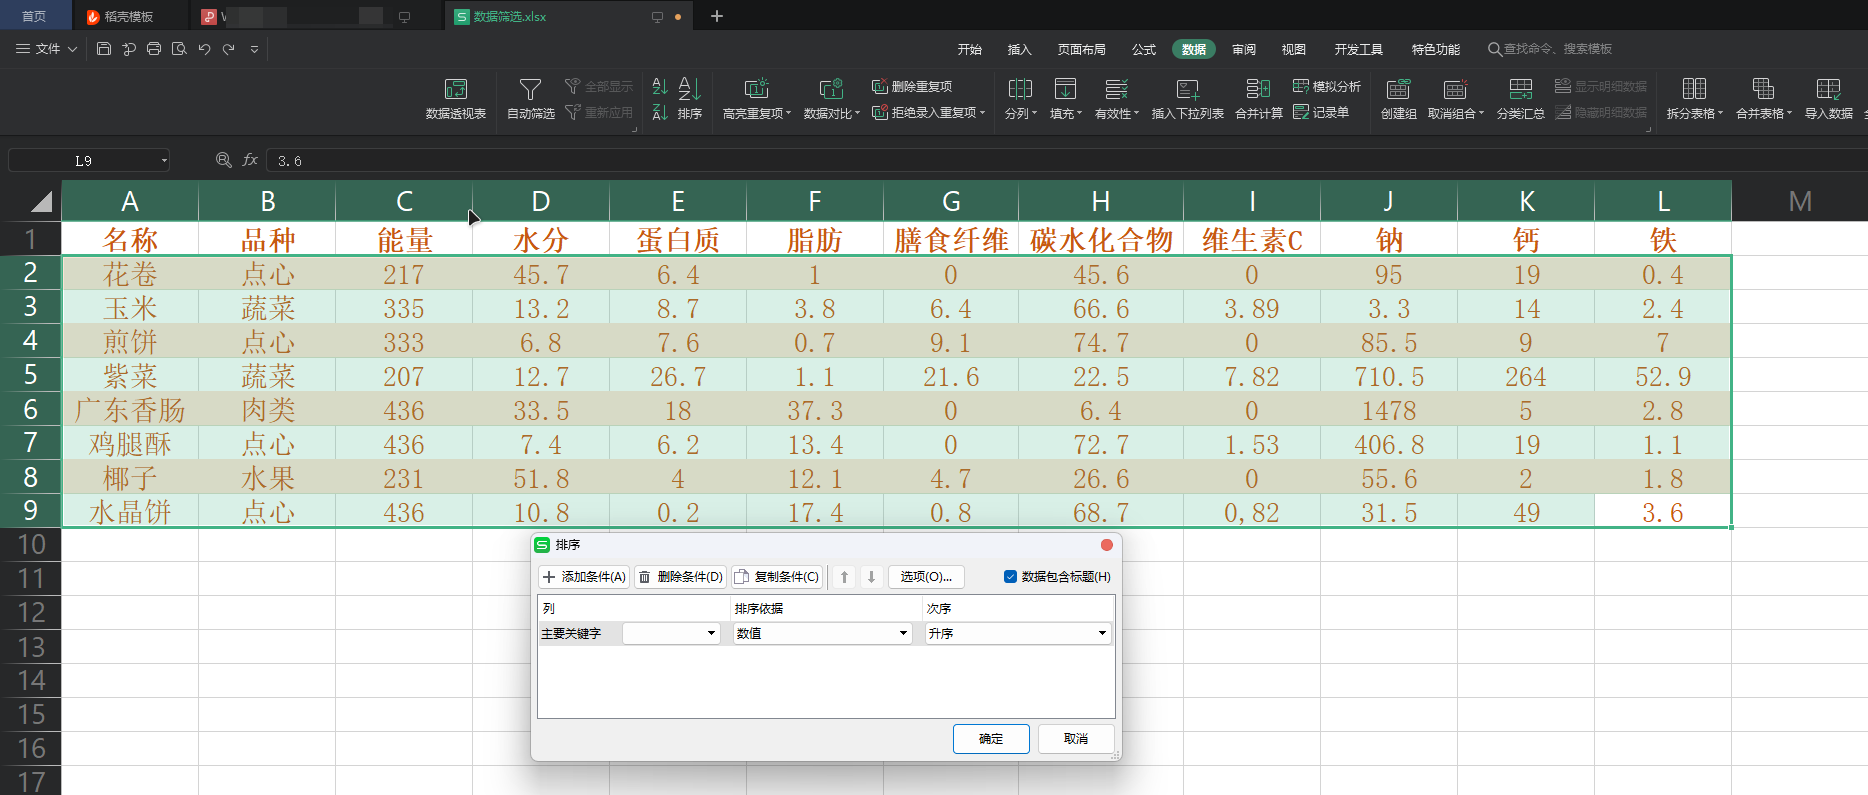 首页 稻壳模板 数据筛选.xlsx
文件 开始 插入 页面布局 公式 数据 审阅 视图 开发工具 特色功能 查找命令、搜索模板
全部显示 删除重复项 模拟分析 显示明细数据
数据透视表 自动筛选 重新应用 排序 高亮重复项 数据对比 拒绝录入重复项 分列 填充 有效性 插入下拉列表 合并计算 记录单 创建组 取消组合 分类汇总 隐藏明细数据 拆分表格 合并表格 导入数据
L9 fx 3.6
A B C D E F G H I J K L M
1 名称 品种 能量 水分 蛋白质 脂肪 膳食纤维 碳水化合物 维生素C 钠 钙 铁
2 花卷 点心 217 45.7 6.4 1 0 45.6 0 95 19 0.4
3 玉米 蔬菜 335 13.2 8.7 3.8 6.4 66.6 3.89 3.3 14 2.4
4 煎饼 点心 333 6.8 7.6 0.7 9.1 74.7 0 85.5 9 7
5 紫菜 蔬菜 207 12.7 26.7 1.1 21.6 22.5 7.82 710.5 264 52.9
6 广东香肠 肉类 436 33.5 18 37.3 0 6.4 0 1478 5 2.8
7 鸡腿酥 点心 436 7.4 6.2 13.4 0 72.7 1.53 406.8 19 1.1
8 椰子 水果 231 51.8 4 12.1 4.7 26.6 0 55.6 2 1.8
9 水晶饼 点心 436 10.8 0.2 17.4 0.8 68.7 0,82 31.5 49 3.6
10
排序
11
添加条件(A) 删除条件(D) 复制条件(C) 选项(O)... 数据包含标题(H)
12
列 排序依据 次序
13
主要关键字 数值 升序
14
15
16
确定 取消
17